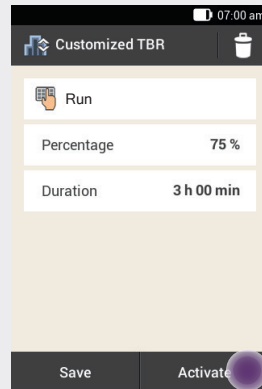 07:00 am
Customized TBR
Run
Percentage 75 %
Duration 3 h 00 min
Save Activate